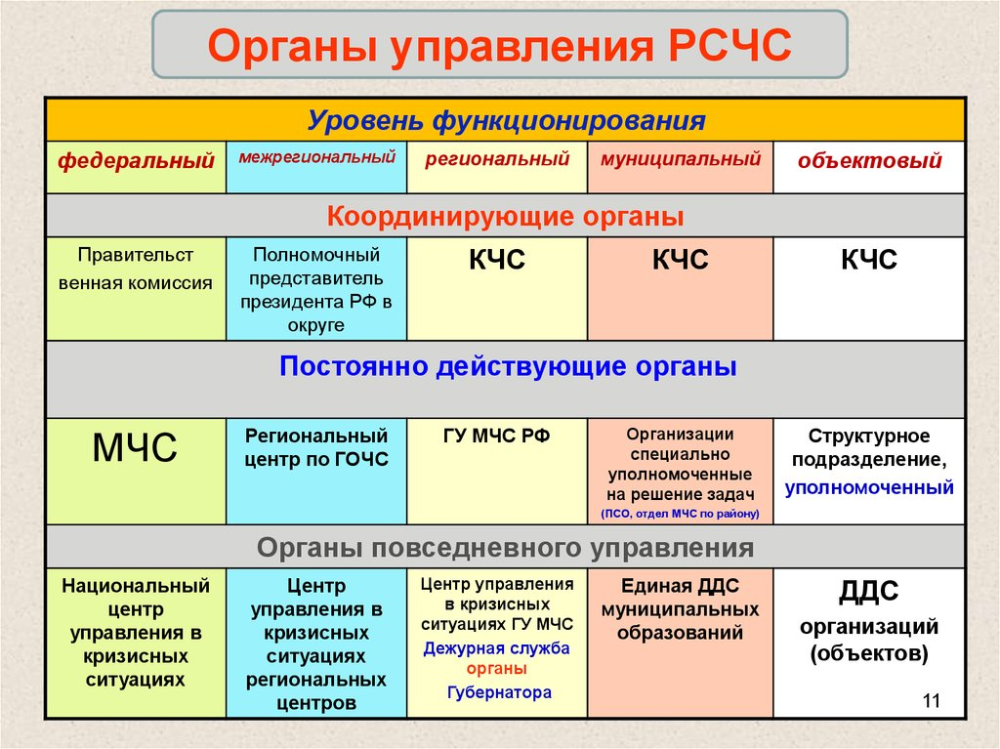 Органы управления РСЧС
Уровень функционирования
федеральный
межрегиональный
региональный
муниципальный
объектовый
Координирующие органы
Правительст
венная комиссия
Полномочный
представитель
президента РФ в
округе
КЧС
КЧС
КЧС
Постоянно действующие органы
МЧС
Региональный
центр по ГОЧС
ГУ МЧС РФ
Организации
специально
уполномоченные
на решение задач
(ПСО, отдел МЧС по району)
Структурное
подразделение,
уполномоченный
Органы повседневного управления
Национальный
центр
управления в
кризисных
ситуациях
Центр
управления в
кризисных
ситуациях
региональных
центров
Центр управления
в кризисных
ситуациях ГУ МЧС
Дежурная служба
органы
Губернатора
Единая ДДС
муниципальных
образований
ДДС
организаций
(объектов)
11